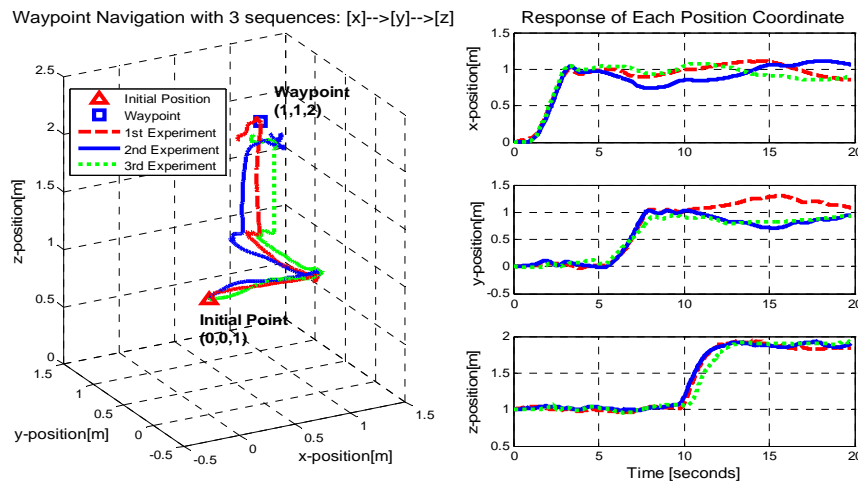 Waypoint Navigation with 3 sequences: [x]-->[y]-->[z]
2.5
2
1.5
1
0.5
0
z-position[m]
Initial Position
Waypoint
1st Experiment
2nd Experiment
3rd Experiment
Waypoint
(1,1,2)
Initial Point
(0,0,1)
1.5
1
0.5
0
-0.5
y-position[m]
-0.5
0
0.5
1
1.5
x-position[m]
Response of Each Position Coordinate
1.5
1
0.5
0
x-position[m]
0
5
10
15
20
1.5
1
0.5
0
-0.5
y-position[m]
0
5
10
15
20
2
1.5
1
0.5
z-position[m]
0
5
10
15
20
Time [seconds]